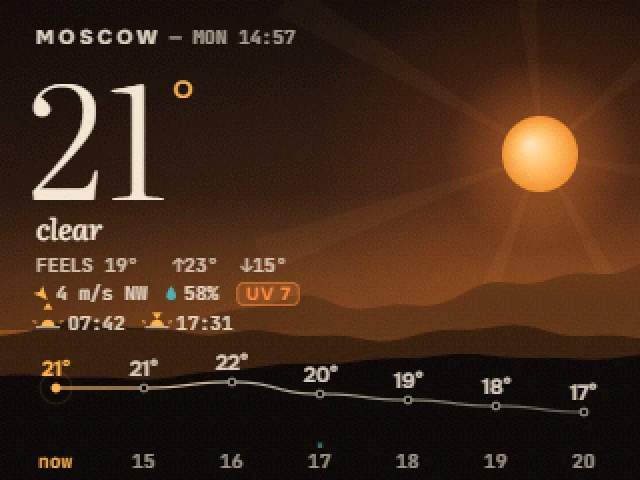 MOSCOW — MON 14:57
21°
clear
FEELS 19° ↑23° ↓15°
4 m/s NW 58% UV 7
07:42 17:31
21° 21° 22° 20° 19° 18° 17°
now 15 16 17 18 19 20